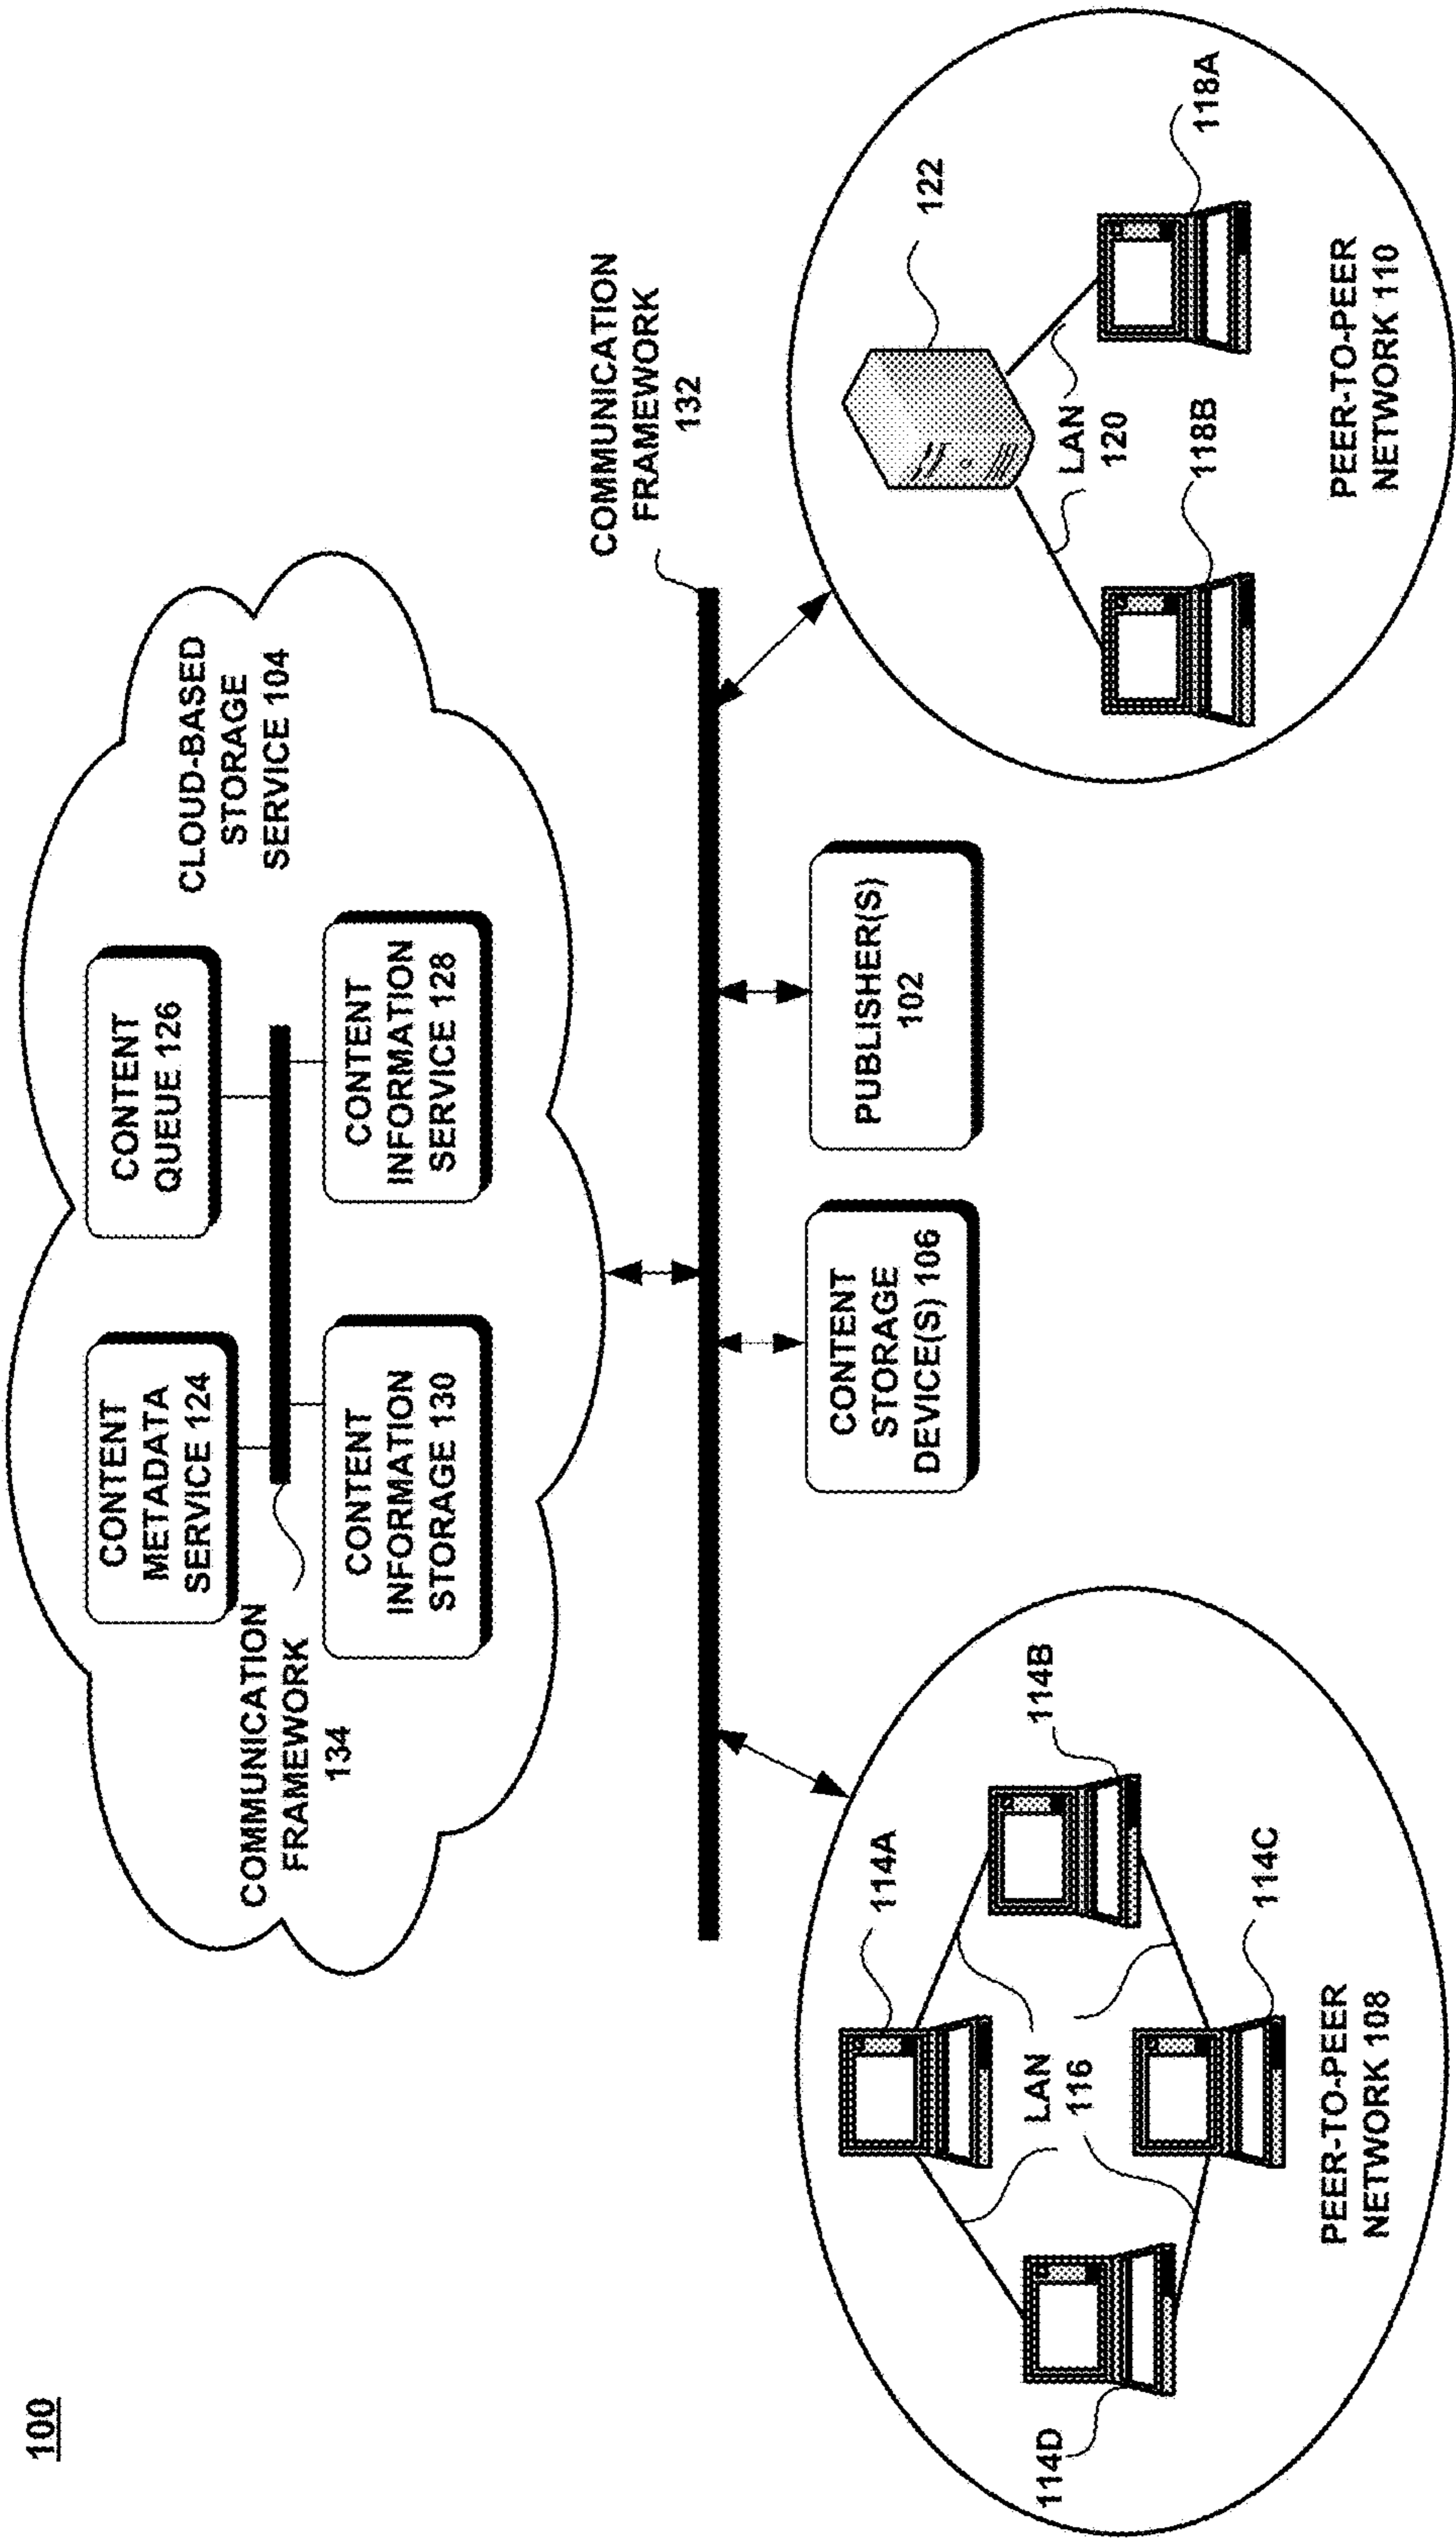 100
CLOUD-BASED
STORAGE
SERVICE 104
CONTENT
METADATA
SERVICE 124
CONTENT
QUEUE 126
COMMUNICATION
FRAMEWORK
134
CONTENT
INFORMATION
STORAGE 130
CONTENT
INFORMATION
SERVICE 128
COMMUNICATION
FRAMEWORK
132
CONTENT
STORAGE
DEVICE(S) 106
PUBLISHER(S)
102
114A
114B
114C
114D
LAN
116
PEER-TO-PEER
NETWORK 108
122
LAN
120
118B
118A
PEER-TO-PEER
NETWORK 110